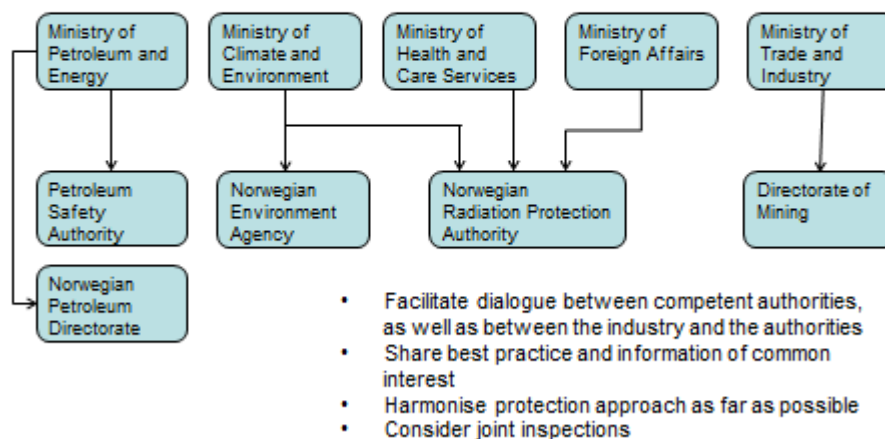 Ministry of
Petroleum and
Energy
Ministry of
Climate and
Environment
Ministry of
Health and
Care Services
Ministry of
Foreign Affairs
Ministry of
Trade and
Industry
Petroleum
Safety
Authority
Norwegian
Environment
Agency
Norwegian
Radiation Protection
Authority
Directorate of
Mining
Norwegian
Petroleum
Directorate
• Facilitate dialogue between competent authorities,
as well as between the industry and the authorities
• Share best practice and information of common
interest
• Harmonise protection approach as far as possible
• Consider joint inspections